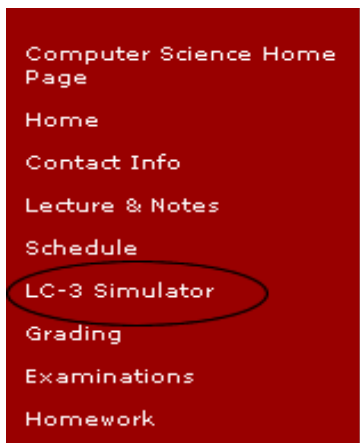 Computer Science Home
Page
Home
Contact Info
Lecture & Notes
Schedule
LC-3 Simulator
Grading
Examinations
Homework